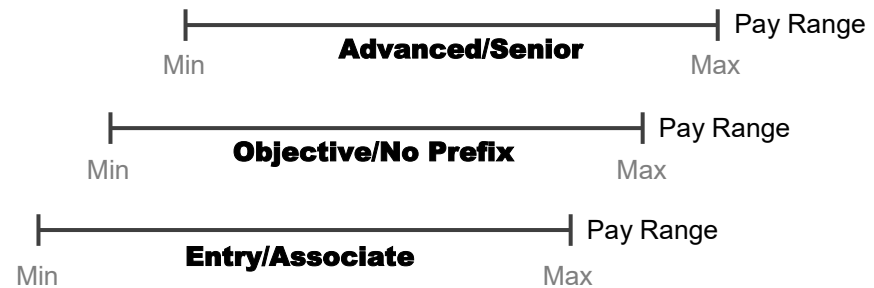 Pay Range
Advanced/Senior
Min Max
Pay Range
Objective/No Prefix
Min Max
Pay Range
Entry/Associate
Min Max